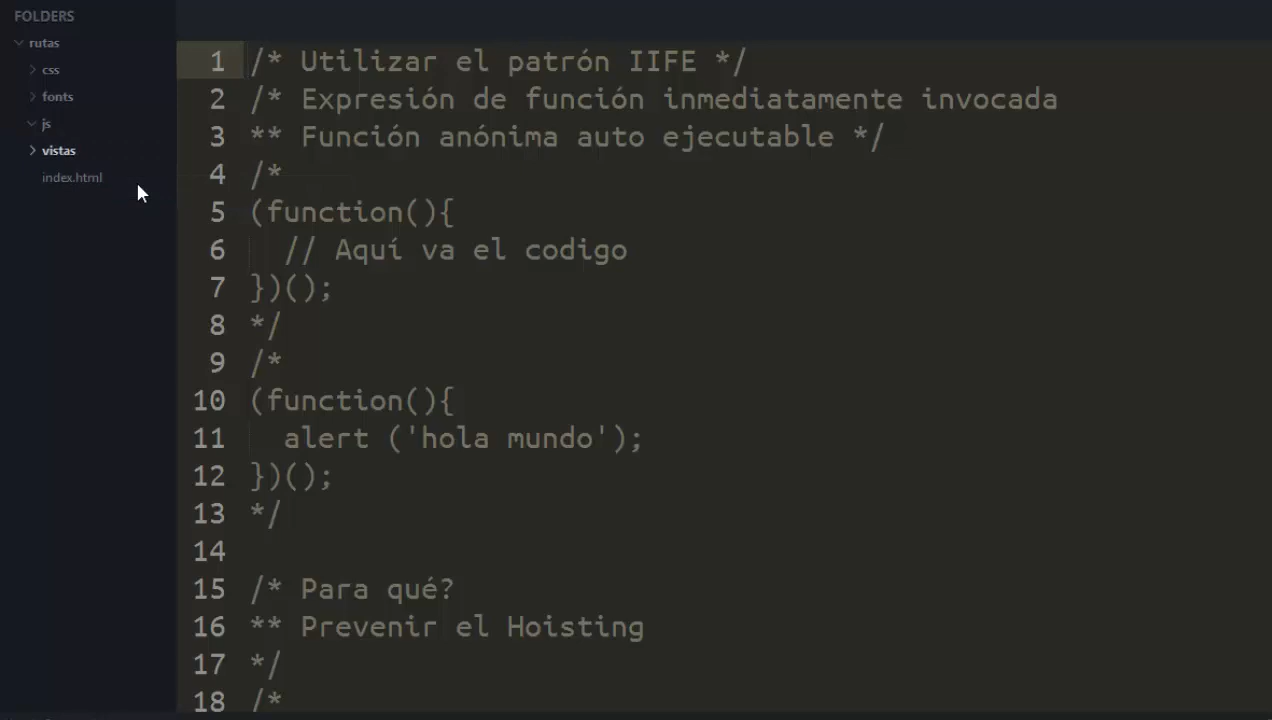 FOLDERS
rutas
css
fonts
js
vistas
index.html
1 /* Utilizar el patrón IIFE */
2 /* Expresión de función inmediatamente invocada
3 ** Función anónima auto ejecutable */
4 /*
5 (function(){
6 // Aquí va el codigo
7 })();
8 */
9 /*
10 (function(){
11 alert ('hola mundo');
12 })();
13 */
14
15 /* Para qué?
16 ** Prevenir el Hoisting
17 */
18 /*